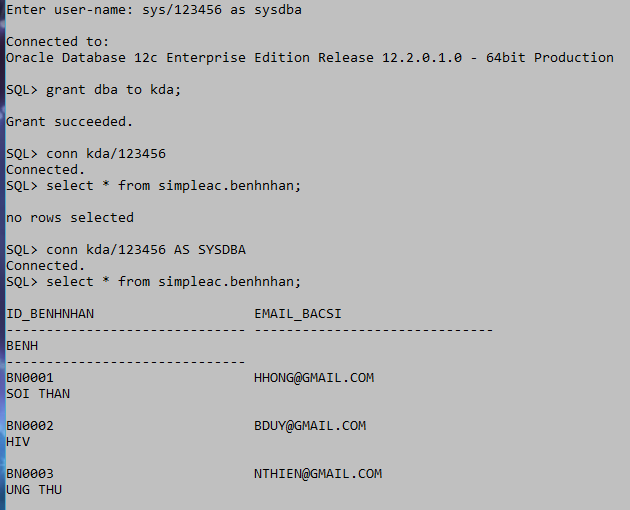 Enter user-name: sys/123456 as sysdba
Connected to:
Oracle Database 12c Enterprise Edition Release 12.2.0.1.0 - 64bit Production
SQL> grant dba to kda;
Grant succeeded.
SQL> conn kda/123456
Connected.
SQL> select * from simpleac.benhnhan;
no rows selected
SQL> conn kda/123456 AS SYSDBA
Connected.
SQL> select * from simpleac.benhnhan;
ID_BENHNHAN EMAIL_BACSI
------------------------------ ------------------------------
BENH
------------------------------
BN0001 HHONG@GMAIL.COM
SOI THAN
BN0002 BDUY@GMAIL.COM
HIV
BN0003 NTHIEN@GMAIL.COM
UNG THU